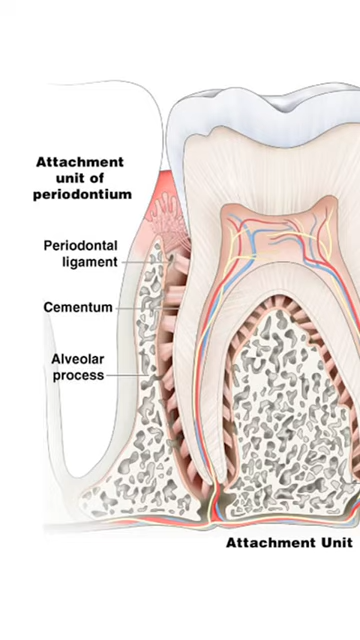 Attachment
unit of
periodontium
Periodontal
ligament
Cementum
Alveolar
process
Attachment Unit